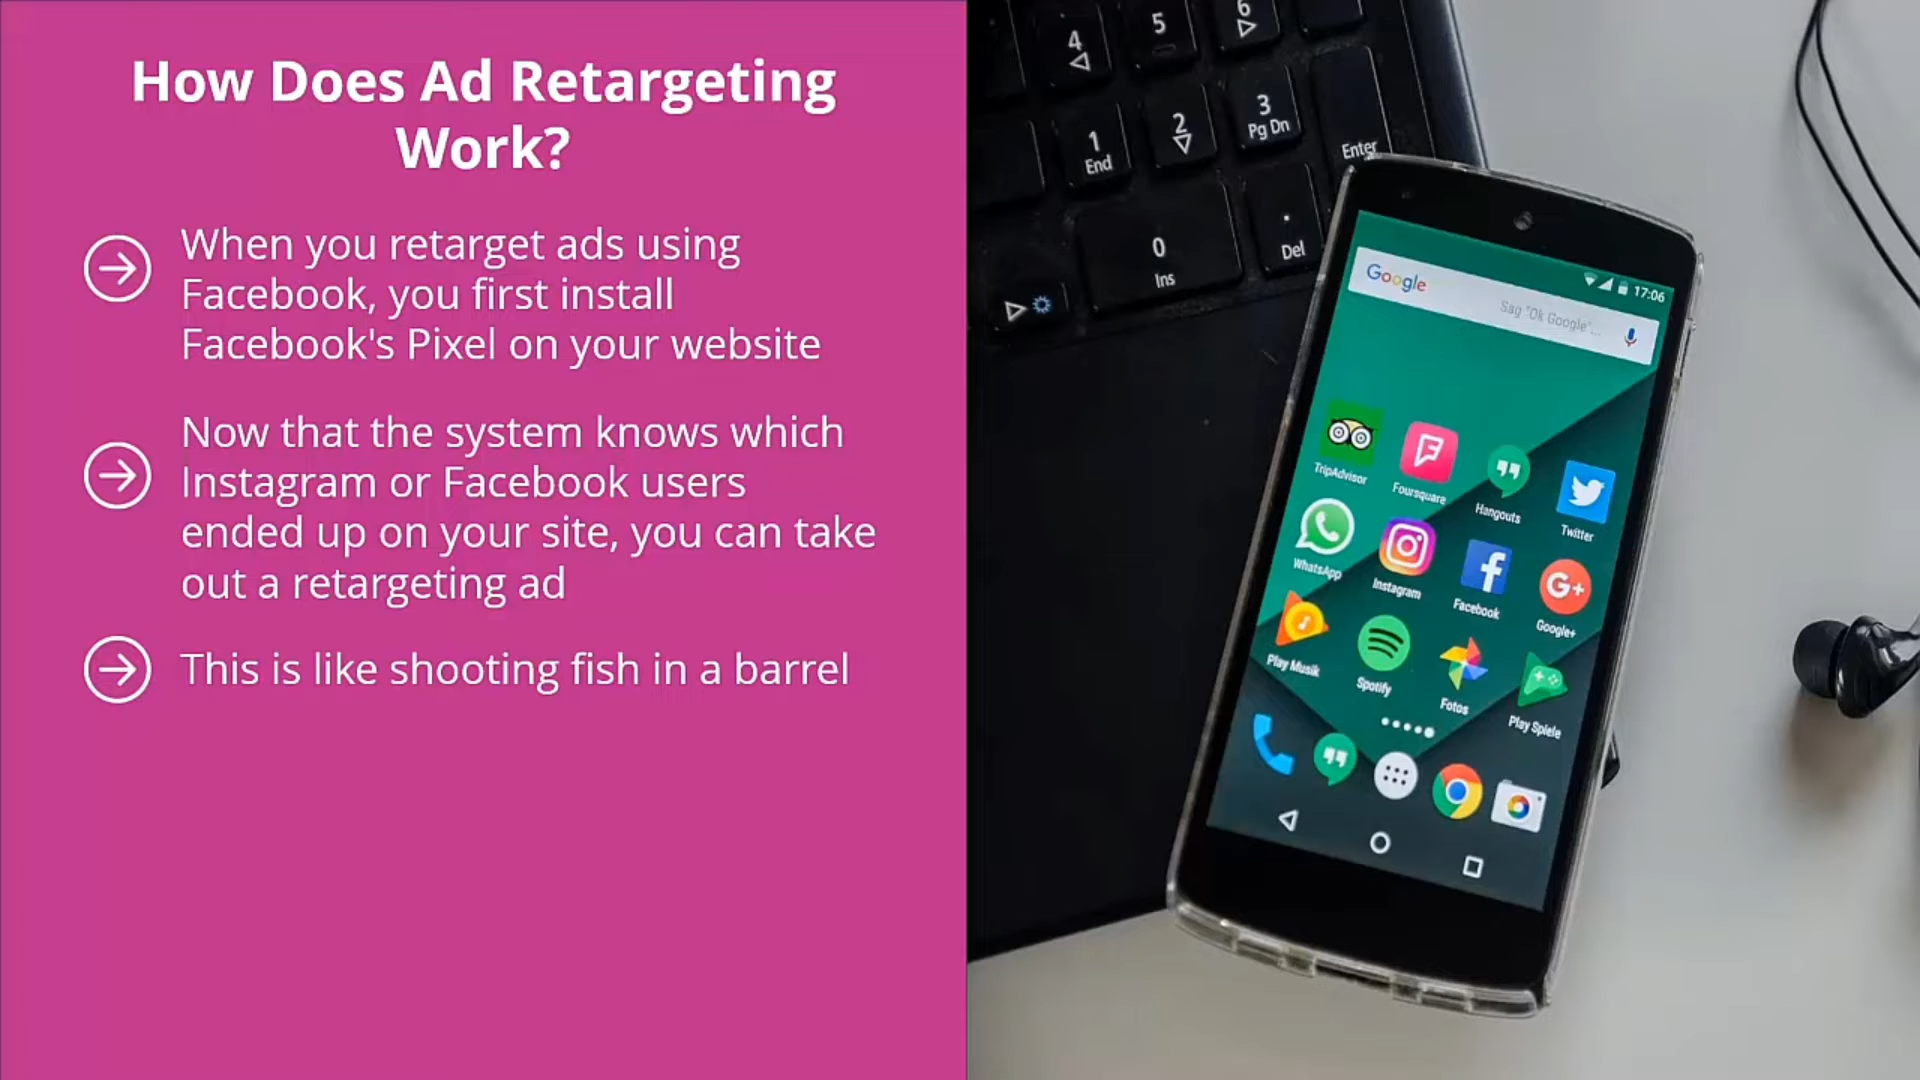 How Does Ad Retargeting
Work?
When you retarget ads using
Facebook, you first install
Facebook's Pixel on your website
Now that the system knows which
Instagram or Facebook users
ended up on your site, you can take
out a retargeting ad
This is like shooting fish in a barrel
4
5
6
1
End
2
3
Pg Dn
Enter
0
Ins
.
Del
17:06
Google
Say "Ok Google"...
TripAdvisor
Foursquare
Hangouts
Twitter
WhatsApp
Instagram
Facebook
G+
Google+
Play Musik
Spotify
Fotos
Play Spiele